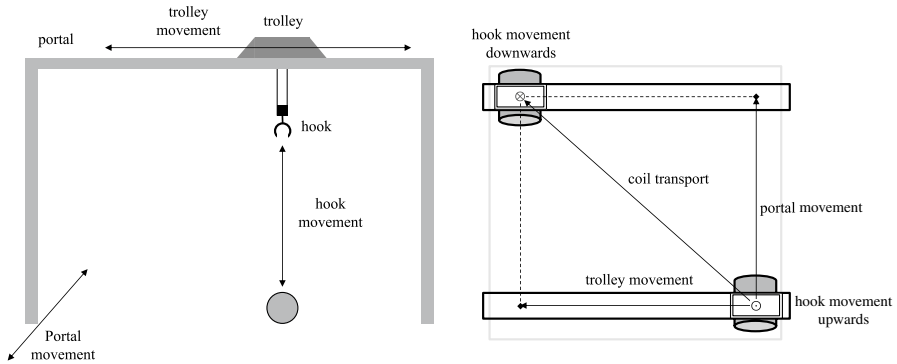 trolley
movement
trolley
portal
hook
hook
movement
Portal
movement
hook movement
downwards
coil transport
portal movement
trolley movement
hook movement
upwards